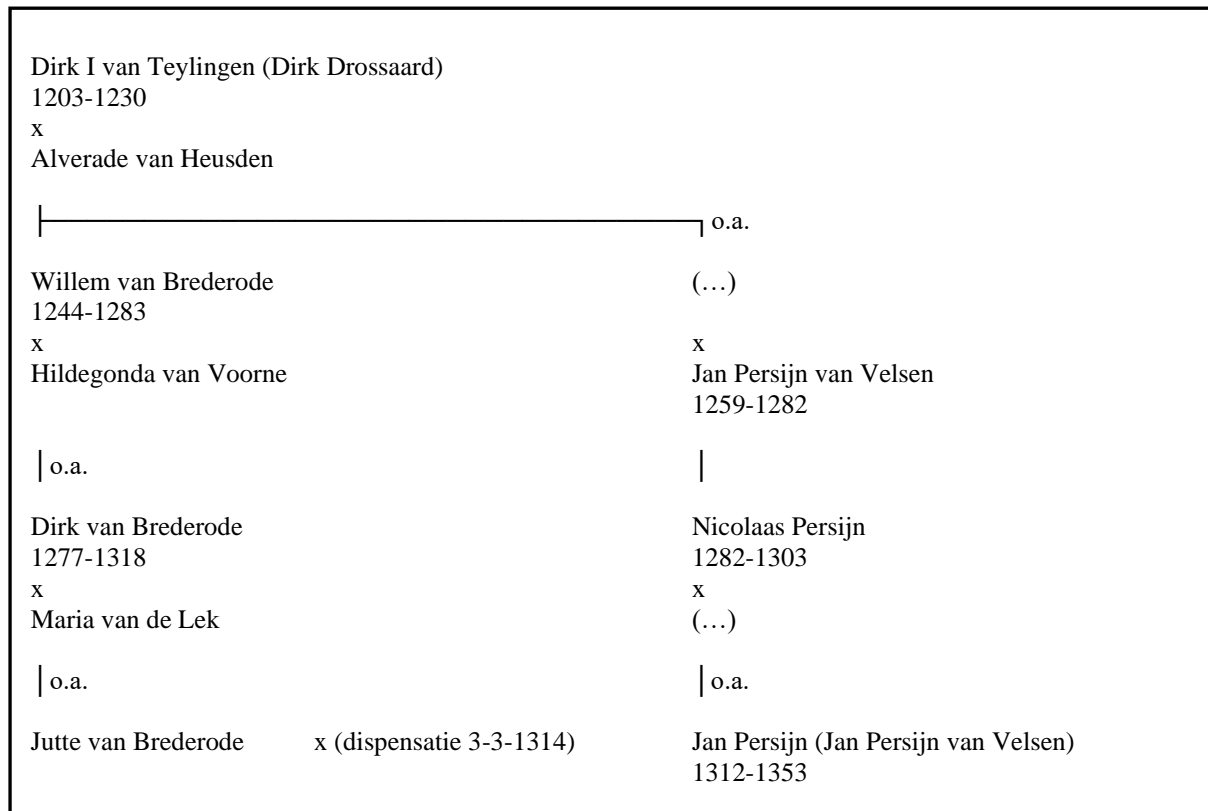 Dirk I van Teylingen (Dirk Drossaard)
1203-1230
x
Alverade van Heusden
o.a.
Willem van Brederode (…)
1244-1283
x x
Hildegonda van Voorne Jan Persijn van Velsen
1259-1282
o.a.
Dirk van Brederode Nicolaas Persijn
1277-1318 1282-1303
x x
Maria van de Lek (…)
o.a. o.a.
Jutte van Brederode x (dispensatie 3-3-1314) Jan Persijn (Jan Persijn van Velsen)
1312-1353